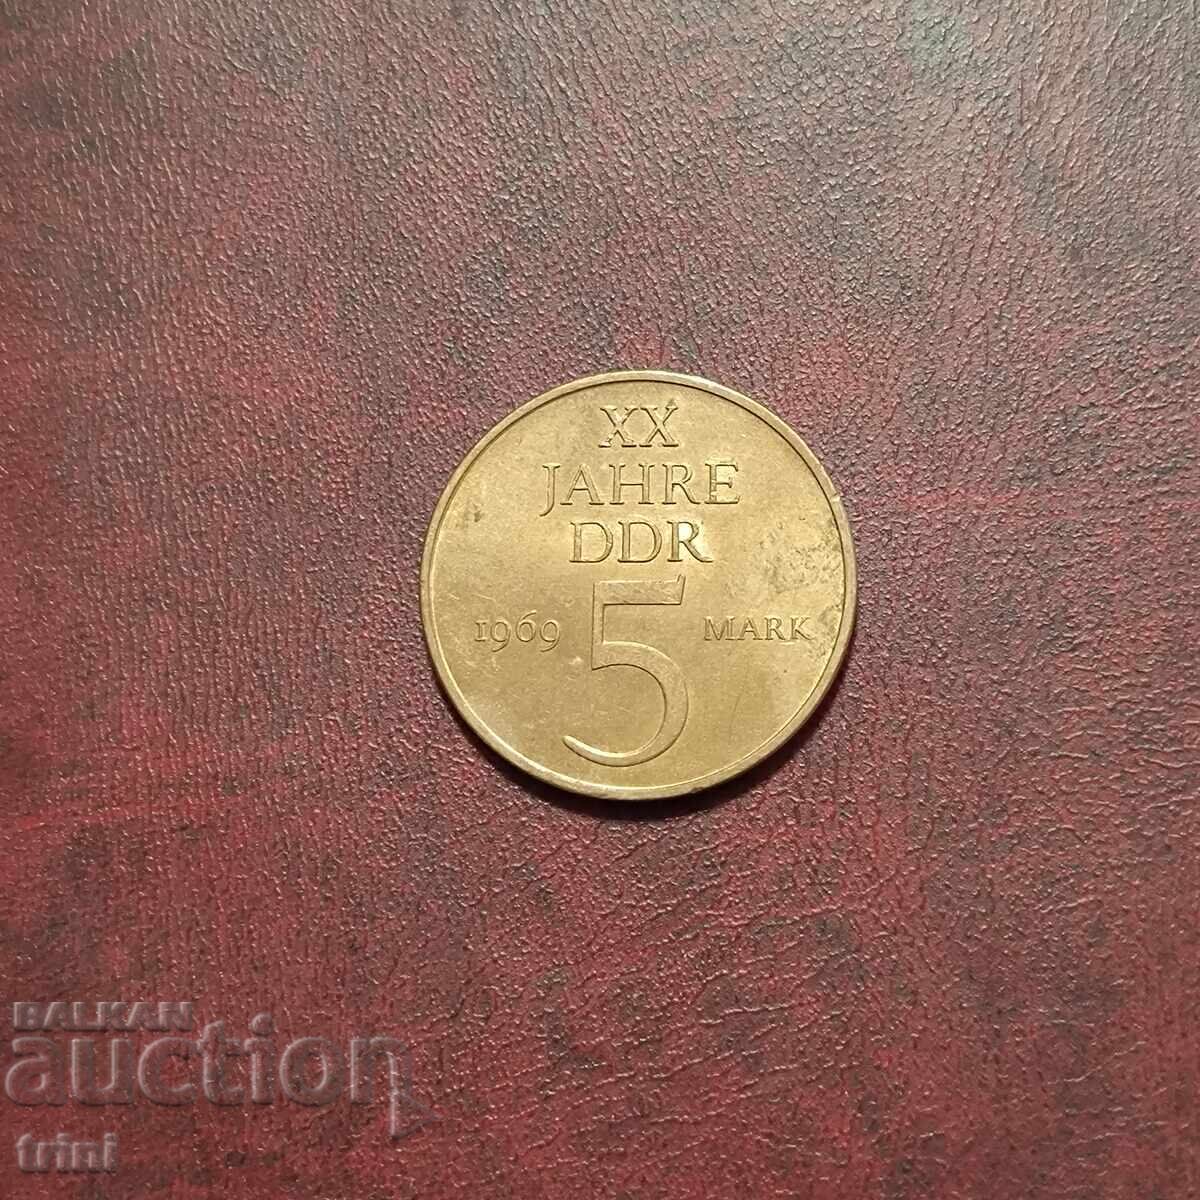 XX
JAHRE
DDR
1969 5 MARK
BALKAN
auction
trini